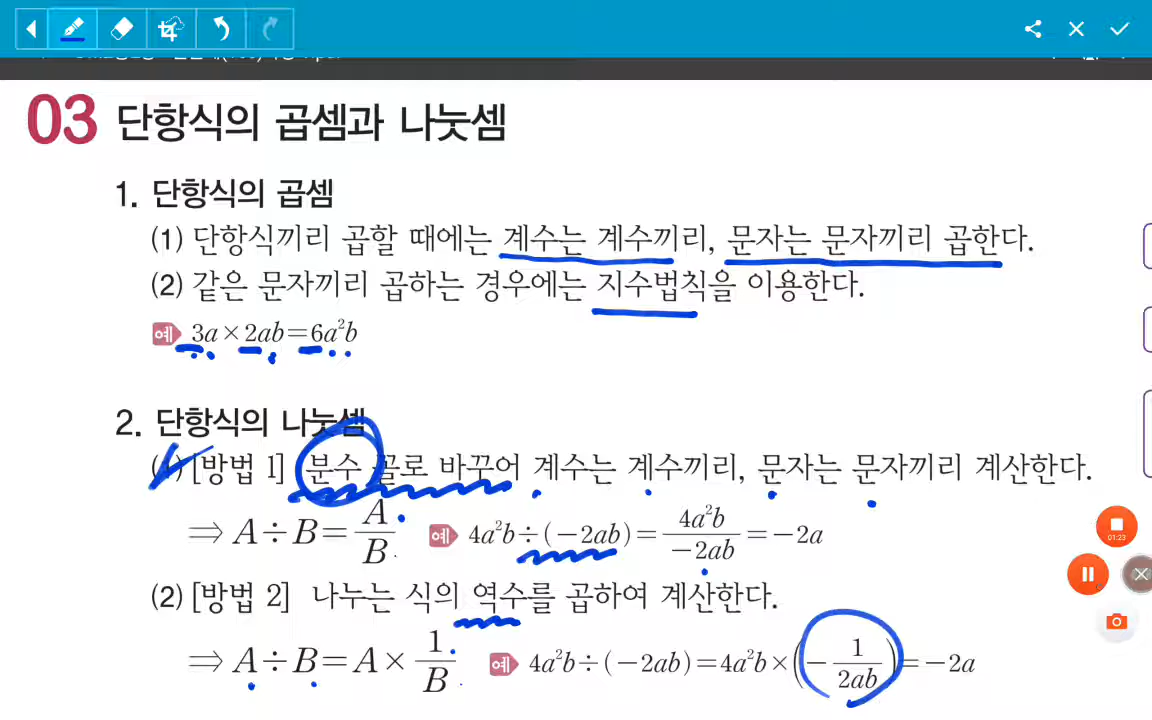 03 단항식의 곱셈과 나눗셈
1. 단항식의 곱셈
(1) 단항식끼리 곱할 때에는 계수는 계수끼리, 문자는 문자끼리 곱한다.
(2) 같은 문자끼리 곱하는 경우에는 지수법칙을 이용한다.
예 3a×2ab=6a²b
2. 단항식의 나눗셈
(1) [방법 1] 분수 꼴로 바꾸어 계수는 계수끼리, 문자는 문자끼리 계산한다.
⇒ A÷B=A/B 예 4a²b÷(-2ab)=4a²b/-2ab=-2a
(2) [방법 2] 나누는 식의 역수를 곱하여 계산한다.
⇒ A÷B=A×1/B 예 4a²b÷(-2ab)=4a²b×(-1/2ab)=-2a
01:23